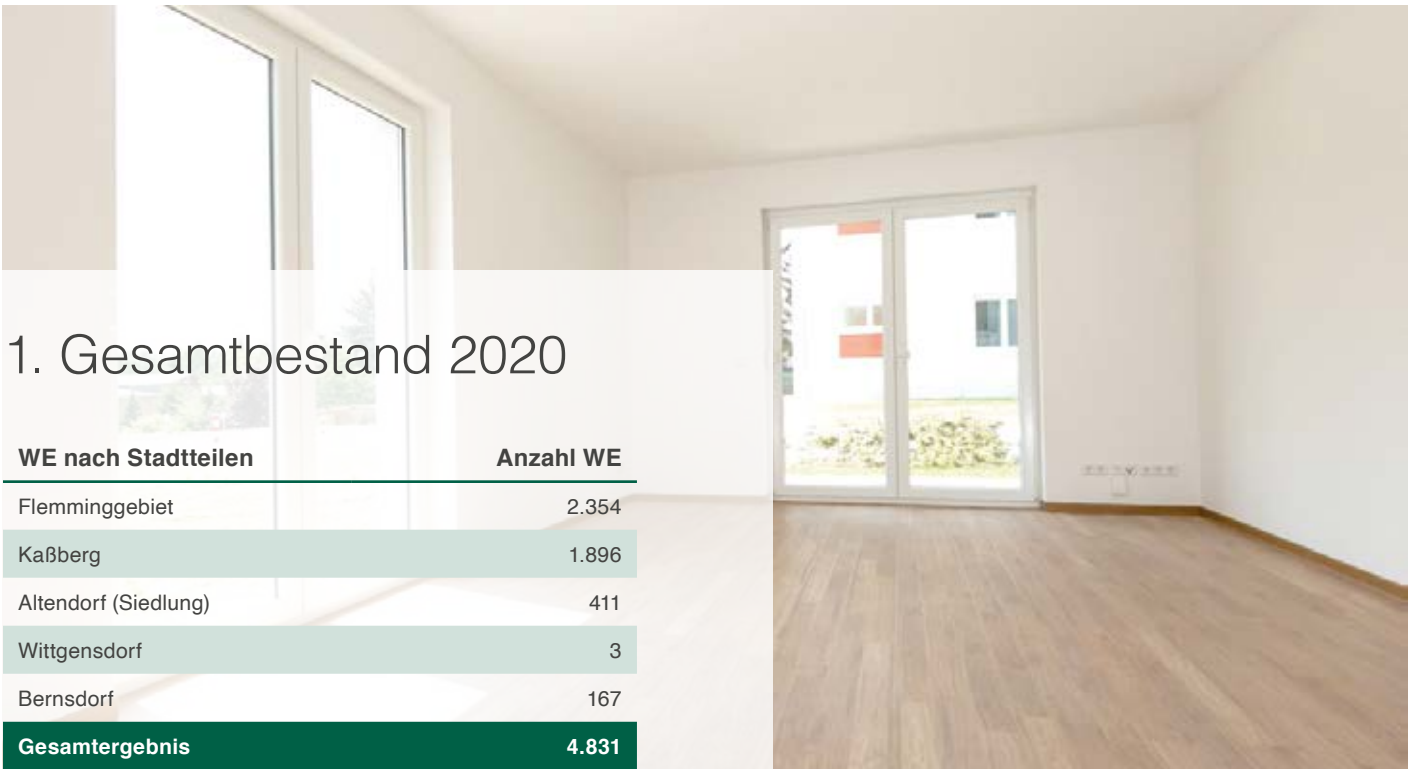 1. Gesamtbestand 2020
WE nach Stadtteilen Anzahl WE
Flemminggebiet 2.354
Kaßberg 1.896
Altendorf (Siedlung) 411
Wittgensdorf 3
Bernsdorf 167
Gesamtergebnis 4.831